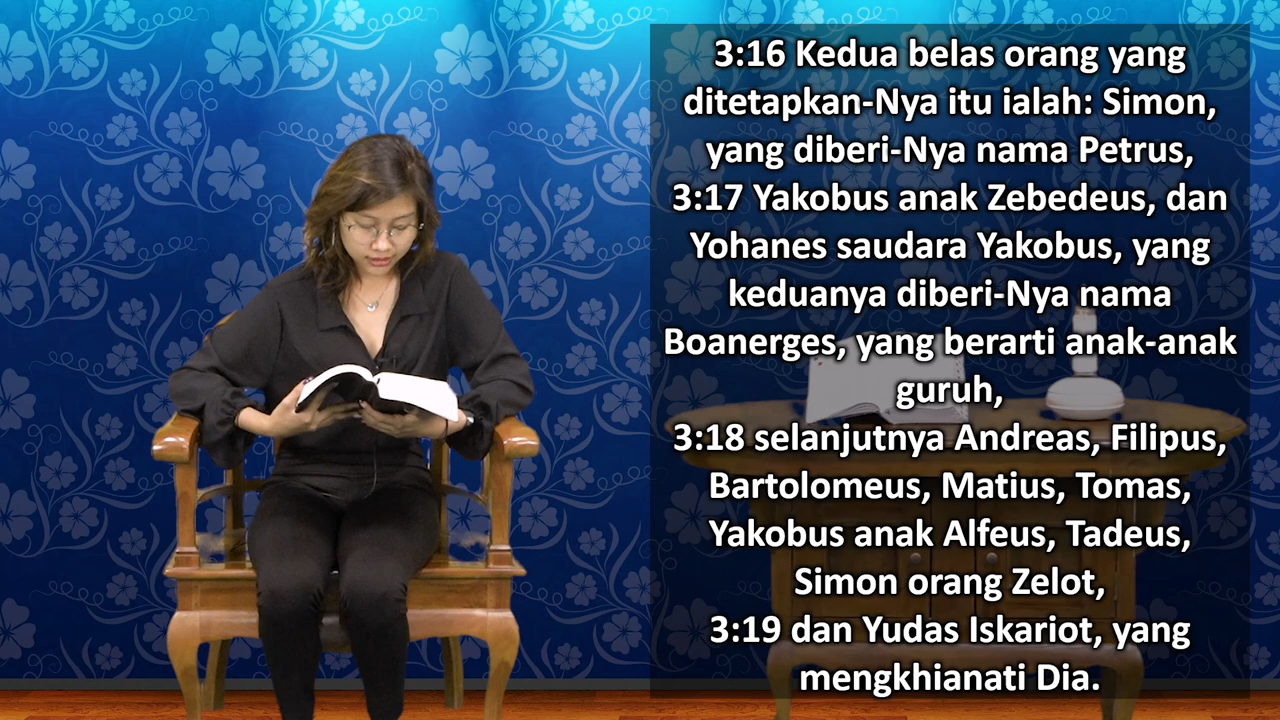 3:16 Kedua belas orang yang
ditetapkan-Nya itu ialah: Simon,
yang diberi-Nya nama Petrus,
3:17 Yakobus anak Zebedeus, dan
Yohanes saudara Yakobus, yang
keduanya diberi-Nya nama
Boanerges, yang berarti anak-anak
guruh,
3:18 selanjutnya Andreas, Filipus,
Bartolomeus, Matius, Tomas,
Yakobus anak Alfeus, Tadeus,
Simon orang Zelot,
3:19 dan Yudas Iskariot, yang
mengkhianati Dia.